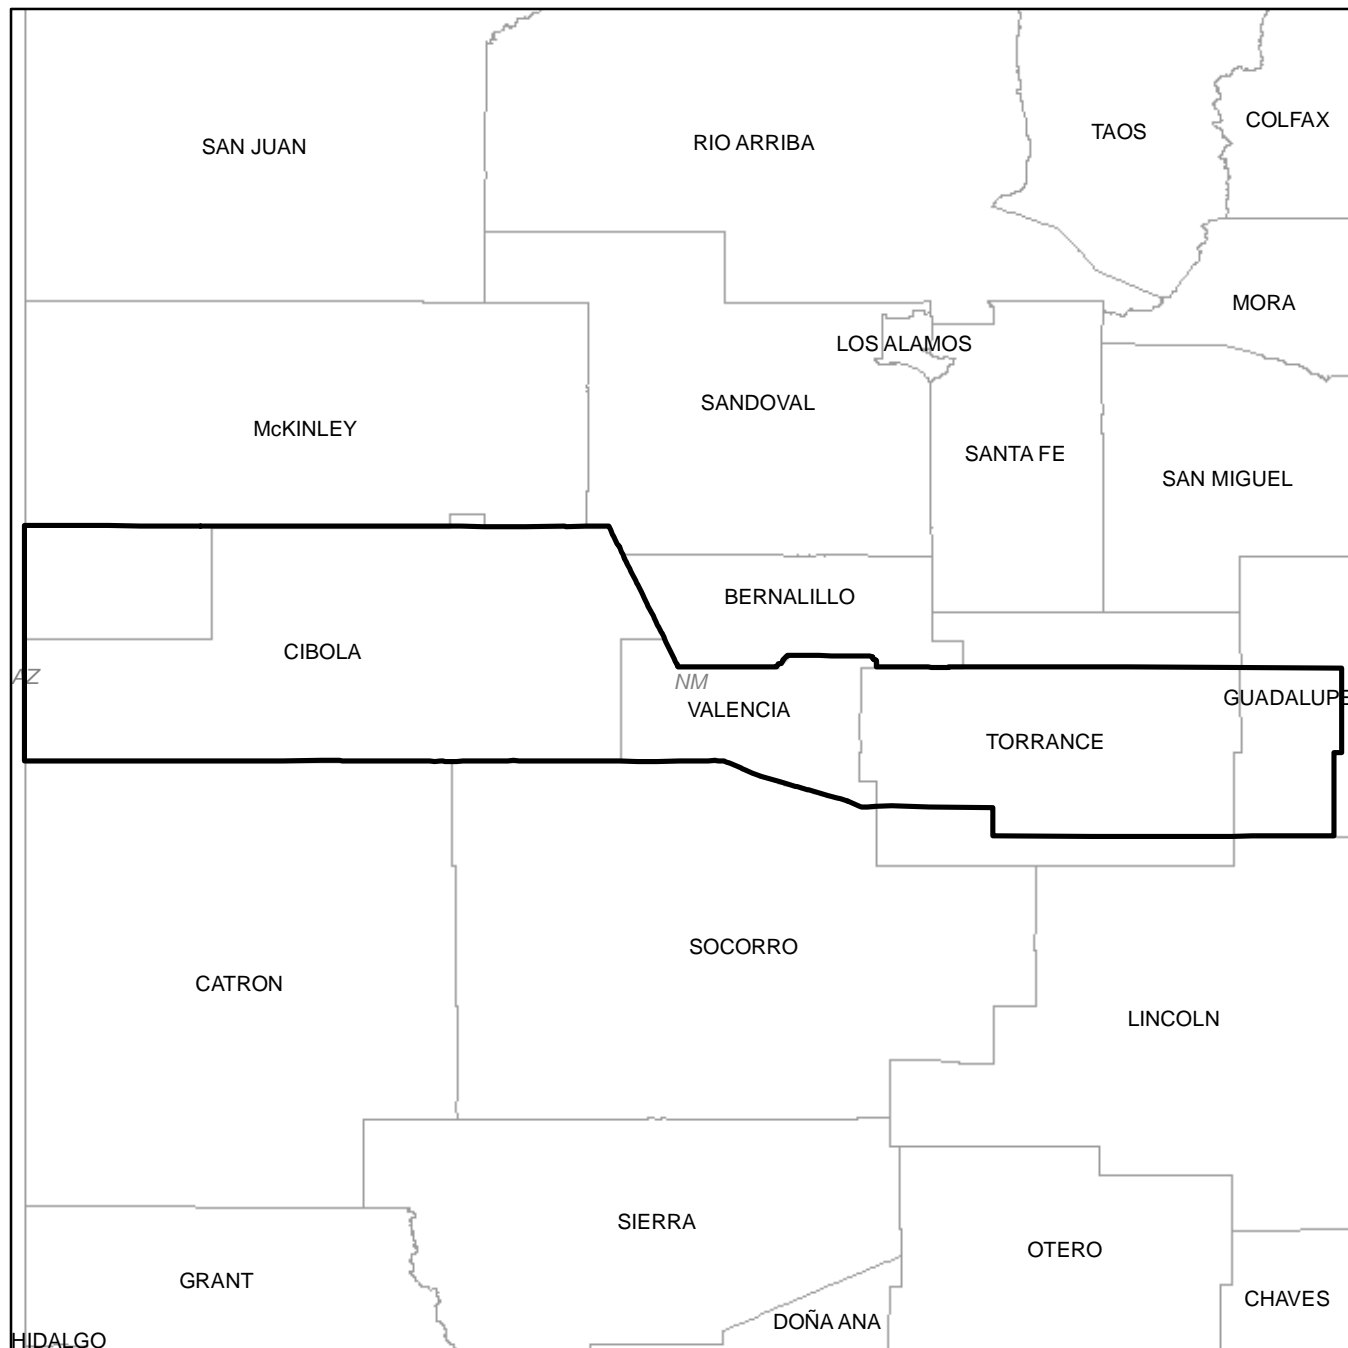 COLFAX
TAOS
RIO ARRIBA
SAN JUAN
MORA
LOS ALAMOS
SANDOVAL
McKINLEY
SANTA FE
SAN MIGUEL
BERNALILLO
CIBOLA
AZ
NM
GUADALUPE
VALENCIA
TORRANCE
SOCORRO
CATRON
LINCOLN
SIERRA
OTERO
GRANT
CHAVES
DOÑA ANA
HIDALGO